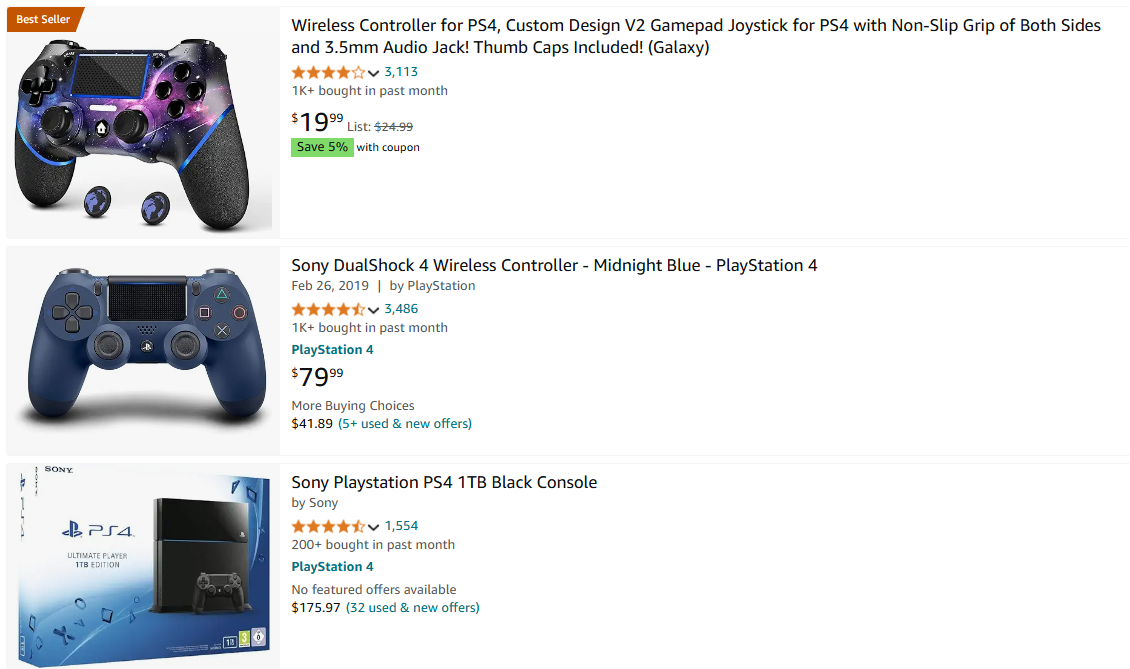 Best Seller
Wireless Controller for PS4, Custom Design V2 Gamepad Joystick for PS4 with Non-Slip Grip of Both Sides
and 3.5mm Audio Jack! Thumb Caps Included! (Galaxy)
3,113
1K+ bought in past month
$19.99 List: $24.99
Save 5% with coupon
Sony DualShock 4 Wireless Controller - Midnight Blue - PlayStation 4
Feb 26, 2019 | by PlayStation
3,486
1K+ bought in past month
PlayStation 4
$79.99
More Buying Choices
$41.89 (5+ used & new offers)
SONY
PS4
ULTIMATE PLAYER
1TB EDITION
1TB
3
Sony Playstation PS4 1TB Black Console
by Sony
1,554
200+ bought in past month
PlayStation 4
No featured offers available
$175.97 (32 used & new offers)